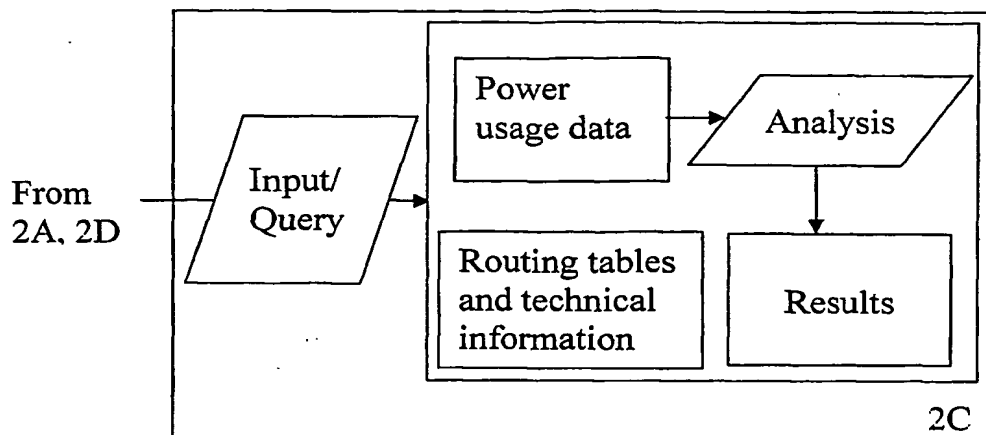 From
2A, 2D
Input/
Query
Power
usage data
Analysis
Routing tables
and technical
information
Results
2C